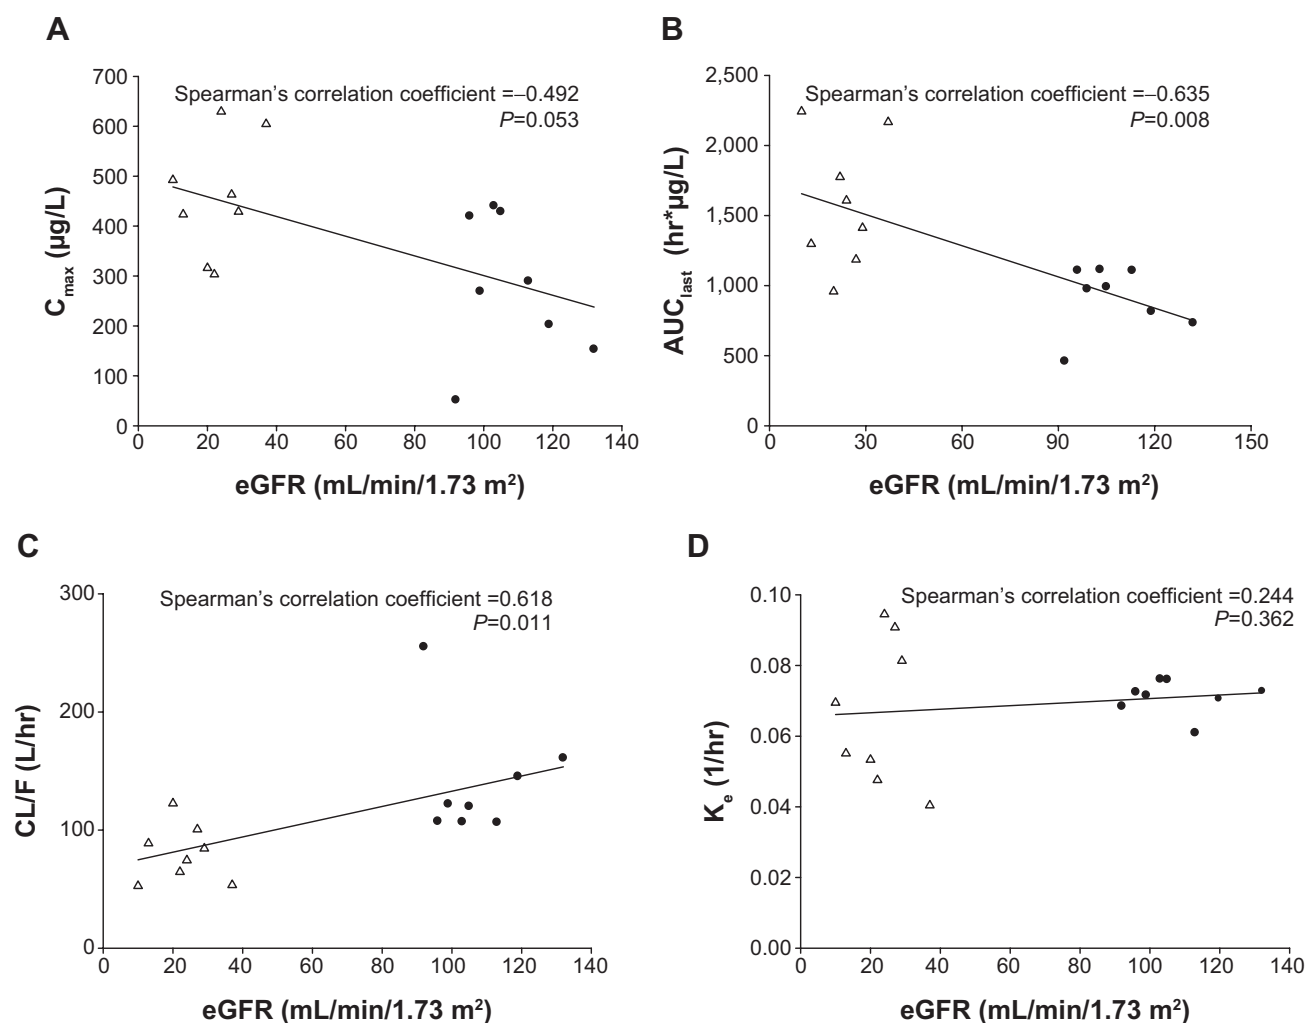 A
Spearman's correlation coefficient =–0.492
P=0.053
700
600
500
400
300
200
100
0
Cmax (µg/L)
0 20 40 60 80 100 120 140
eGFR (mL/min/1.73 m²)
B
Spearman's correlation coefficient =–0.635
P=0.008
2,500
2,000
1,500
1,000
500
0
AUClast (hr*µg/L)
0 30 60 90 120 150
eGFR (mL/min/1.73 m²)
C
Spearman's correlation coefficient =0.618
P=0.011
300
200
100
0
CL/F (L/hr)
0 20 40 60 80 100 120 140
eGFR (mL/min/1.73 m²)
D
Spearman's correlation coefficient =0.244
P=0.362
0.10
0.08
0.06
0.04
0.02
0.00
Ke (1/hr)
0 20 40 60 80 100 120 140
eGFR (mL/min/1.73 m²)